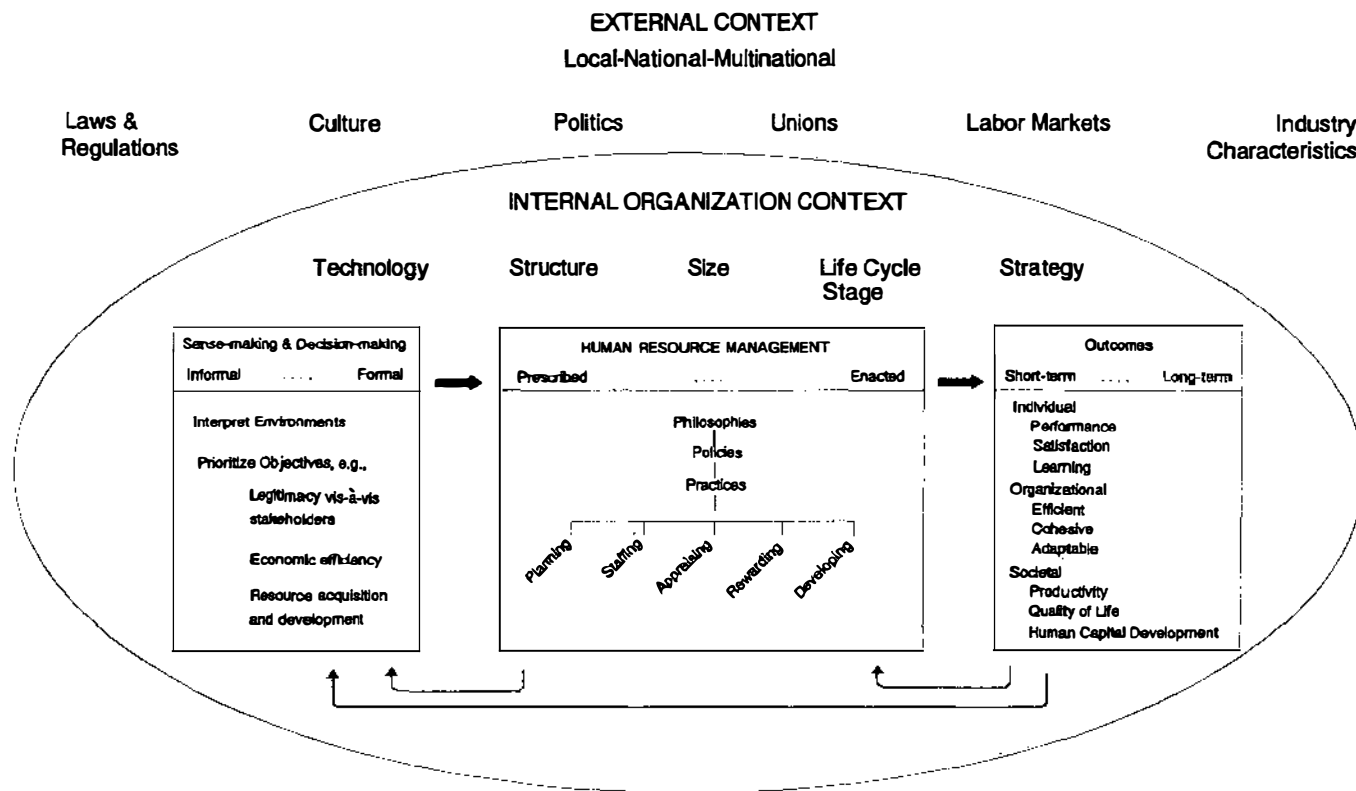 EXTERNAL CONTEXT
Local-National-Multinational
Laws &
Regulations
Culture
Politics
Unions
Labor Markets
Industry
Characteristics
INTERNAL ORGANIZATION CONTEXT
Technology
Structure
Size
Life Cycle
Stage
Strategy
Sense-making & Decision-making
Informal .... Formal
Interpret Environments
Prioritize Objectives, e.g.,
Legitimacy vis-à-vis
stakeholders
Economic efficiency
Resource acquisition
and development
HUMAN RESOURCE MANAGEMENT
Prescribed .... Enacted
Philosophies
Policies
Practices
Planning
Staffing
Appraising
Rewarding
Developing
Outcomes
Short-term .... Long-term
Individual
Performance
Satisfaction
Learning
Organizational
Efficient
Cohesive
Adaptable
Societal
Productivity
Quality of Life
Human Capital Development